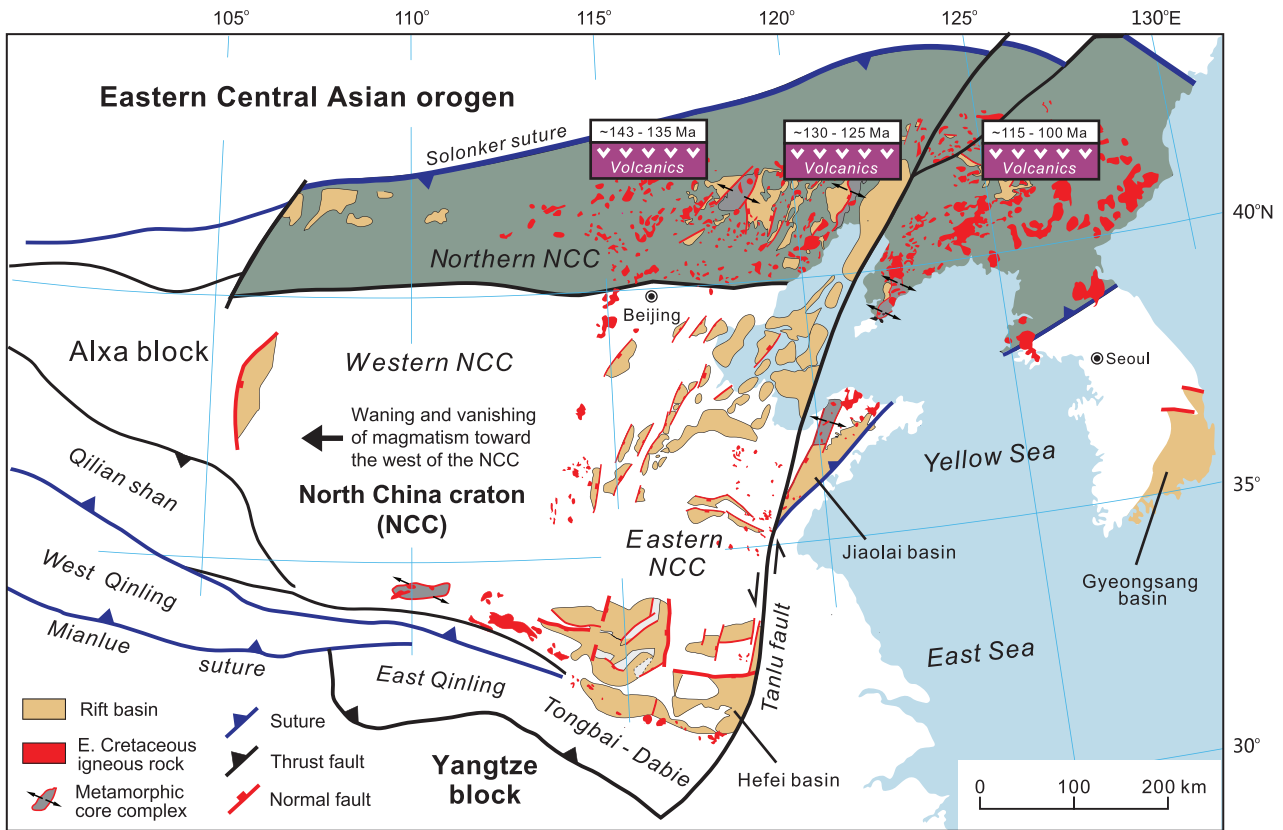 105°
110°
115°
120°
125°
130°E
Eastern Central Asian orogen
Solonker suture
~143 - 135 Ma
Volcanics
~130 - 125 Ma
Volcanics
~115 - 100 Ma
Volcanics
40°N
Northern NCC
Beijing
Alxa block
Western NCC
Seoul
Waning and vanishing
of magmatism toward
the west of the NCC
Qilian shan
North China craton
(NCC)
Yellow Sea
35°
Eastern
NCC
Jiaolai basin
Gyeongsang
basin
West Qinling
Mianlue
suture
East Qinling
Tanlu fault
East Sea
Tongbai - Dabie
Hefei basin
Yangtze
block
30°
Rift basin
E. Cretaceous
igneous rock
Metamorphic
core complex
Suture
Thrust fault
Normal fault
0 100 200 km